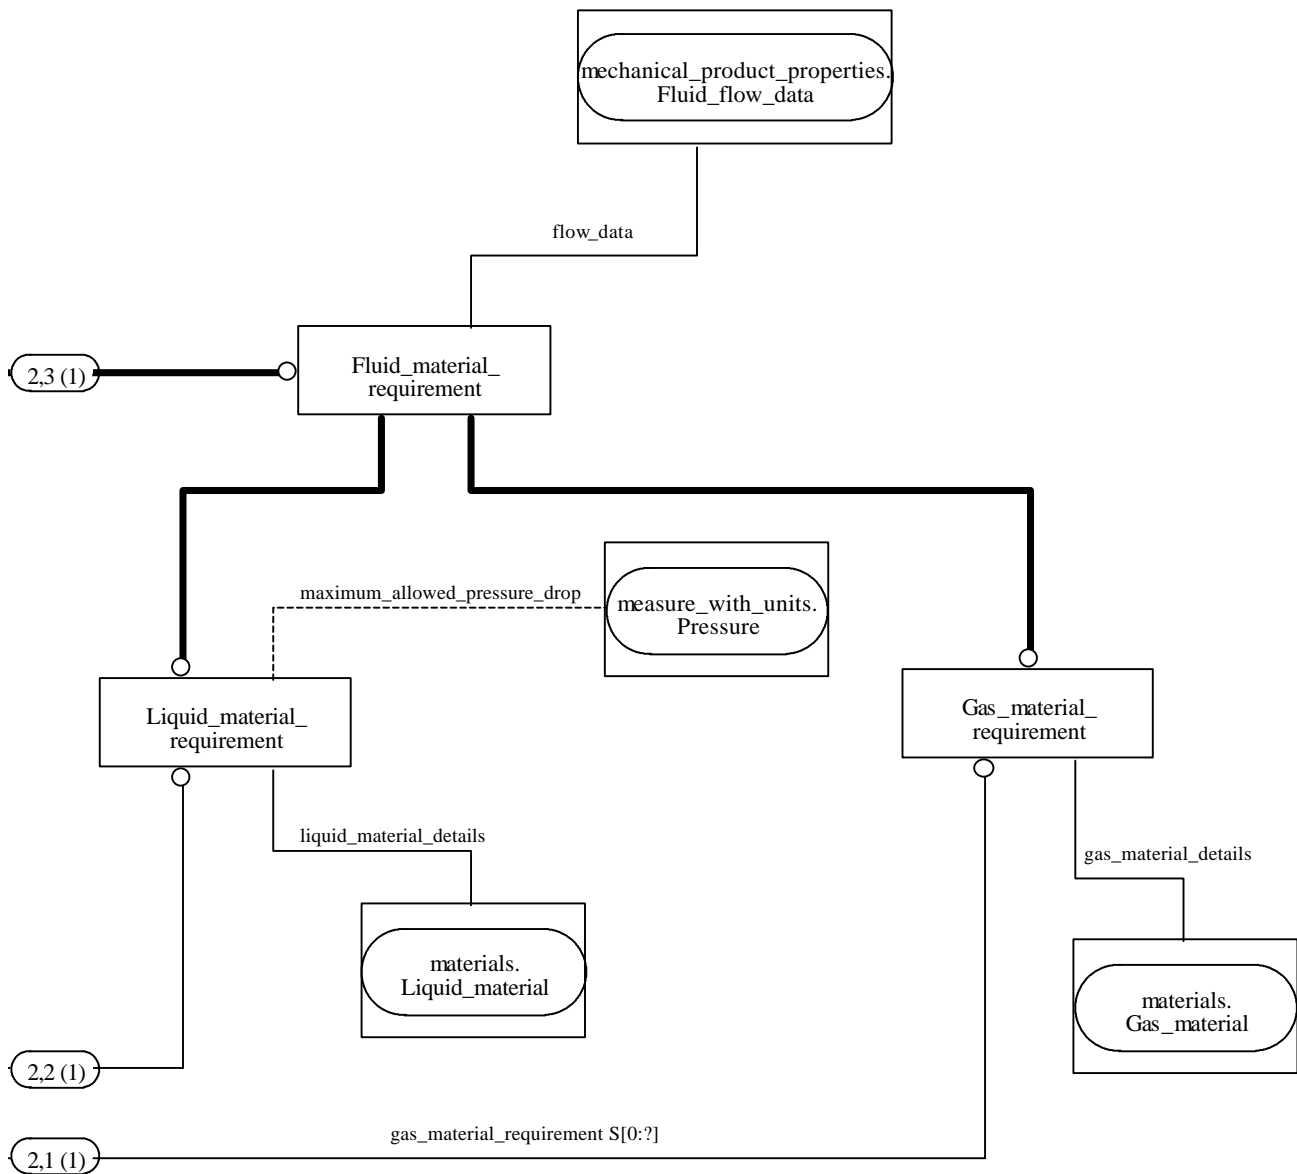 mechanical_product_properties.
Fluid_flow_data
flow_data
2,3 (1)
Fluid_material_
requirement
maximum_allowed_pressure_drop
measure_with_units.
Pressure
Liquid_material_
requirement
Gas_material_
requirement
liquid_material_details
gas_material_details
materials.
Liquid_material
materials.
Gas_material
2,2 (1)
gas_material_requirement S[0:?]
2,1 (1)